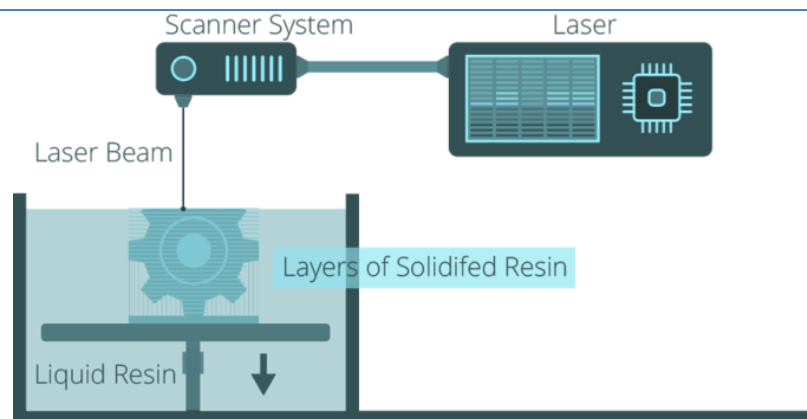 Scanner System
Laser
Laser Beam
Layers of Solidifed Resin
Liquid Resin